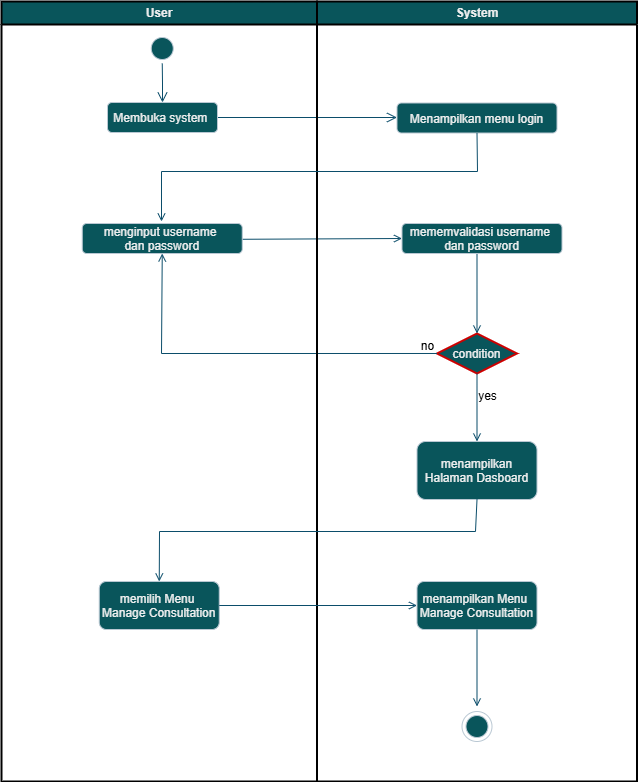 User
System
Membuka system
Menampilkan menu login
menginput username
dan password
mememvalidasi username
dan password
no
condition
yes
menampilkan
Halaman Dasboard
memilih Menu
Manage Consultation
menampilkan Menu
Manage Consultation